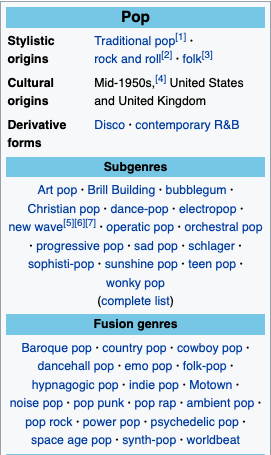 Pop
Stylistic origins Traditional pop[1] ·
rock and roll[2] · folk[3]
Cultural origins Mid-1950s,[4] United States
and United Kingdom
Derivative forms Disco · contemporary R&B
Subgenres
Art pop · Brill Building · bubblegum ·
Christian pop · dance-pop · electropop ·
new wave[5][6][7] · operatic pop · orchestral pop
· progressive pop · sad pop · schlager ·
sophisti-pop · sunshine pop · teen pop ·
wonky pop
(complete list)
Fusion genres
Baroque pop · country pop · cowboy pop ·
dancehall pop · emo pop · folk-pop ·
hypnagogic pop · indie pop · Motown ·
noise pop · pop punk · pop rap · ambient pop ·
pop rock · power pop · psychedelic pop ·
space age pop · synth-pop · worldbeat